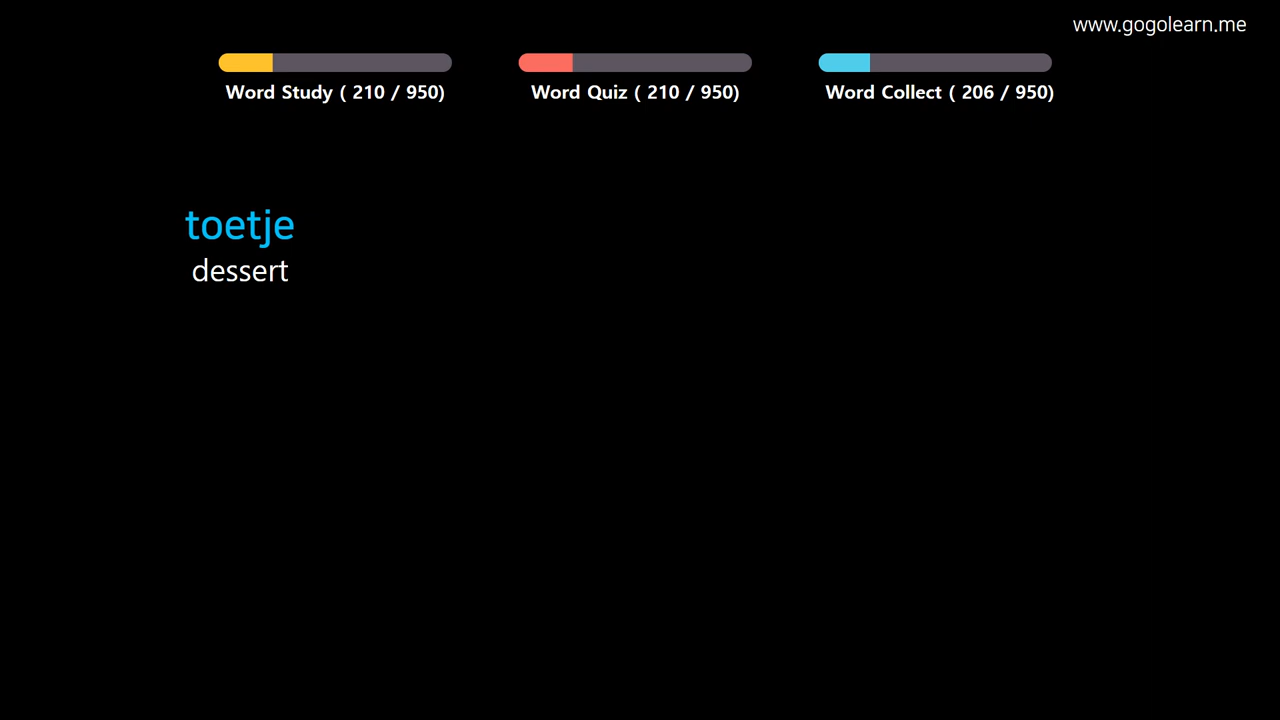 www.gogolearn.me
Word Study ( 210 / 950)
Word Quiz ( 210 / 950)
Word Collect ( 206 / 950)
toetje
dessert